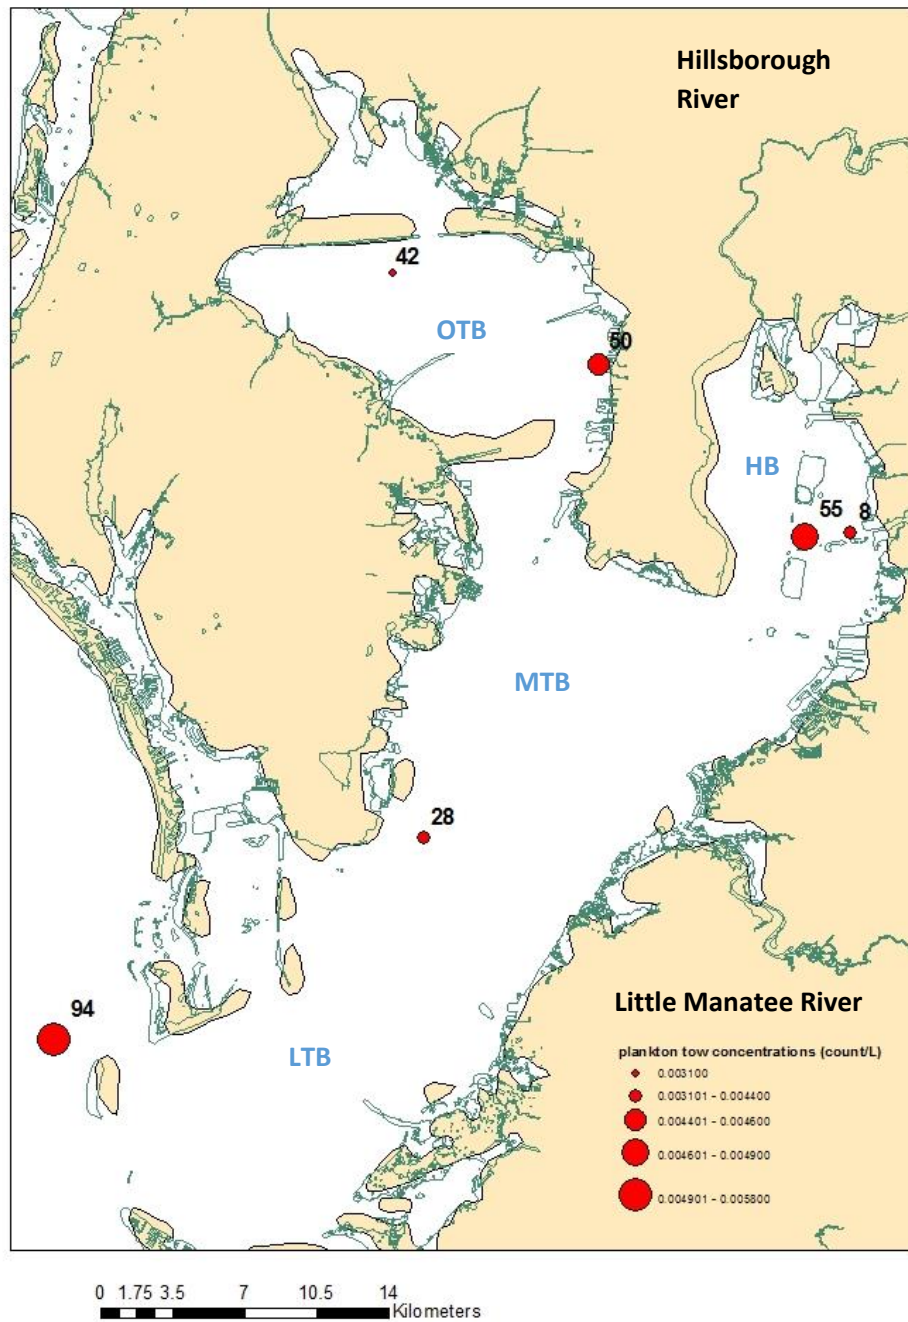 Hillsborough
River
42
OTB
50
HB
55
8
MTB
28
Little Manatee River
94
LTB
plankton tow concentrations (count/L)
0.003100
0.003101 - 0.004400
0.004401 - 0.004600
0.004601 - 0.004900
0.004901 - 0.005800
0 1.75 3.5 7 10.5 14
Kilometers